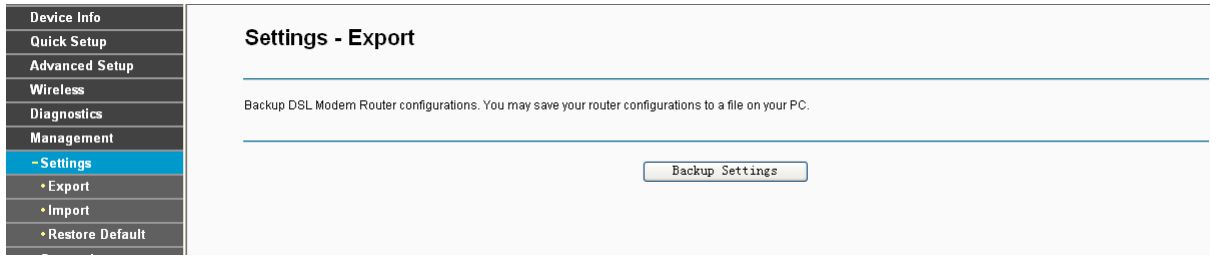 Device Info
Quick Setup
Advanced Setup
Wireless
Diagnostics
Management
-Settings
•Export
•Import
•Restore Default
Settings - Export
Backup DSL Modem Router configurations. You may save your router configurations to a file on your PC.
Backup Settings